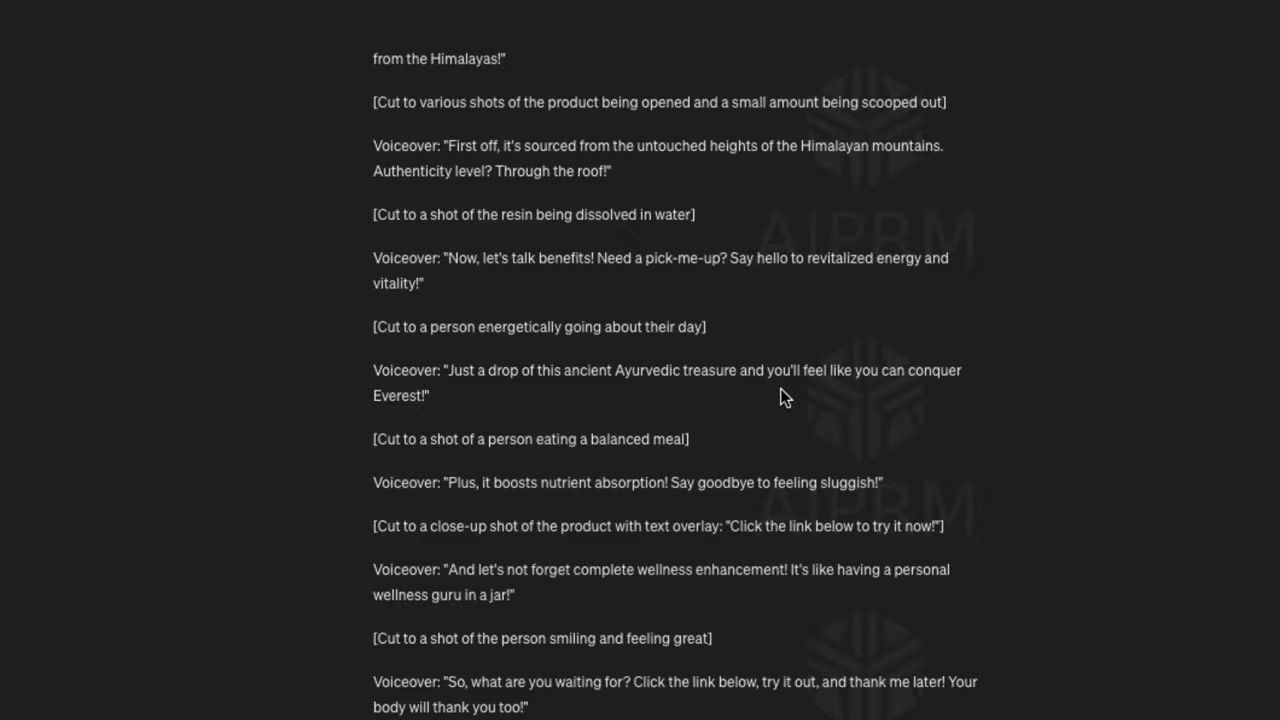 from the Himalayas!"
[Cut to various shots of the product being opened and a small amount being scooped out]
Voiceover: "First off, it's sourced from the untouched heights of the Himalayan mountains.
Authenticity level? Through the roof!"
[Cut to a shot of the resin being dissolved in water]
AIPRM
Voiceover: "Now, let's talk benefits! Need a pick-me-up? Say hello to revitalized energy and
vitality!"
[Cut to a person energetically going about their day]
Voiceover: "Just a drop of this ancient Ayurvedic treasure and you'll feel like you can conquer
Everest!"
[Cut to a shot of a person eating a balanced meal]
Voiceover: "Plus, it boosts nutrient absorption! Say goodbye to feeling sluggish!"
AIPRM
[Cut to a close-up shot of the product with text overlay: "Click the link below to try it now!"]
Voiceover: "And let's not forget complete wellness enhancement! It's like having a personal
wellness guru in a jar!"
[Cut to a shot of the person smiling and feeling great]
Voiceover: "So, what are you waiting for? Click the link below, try it out, and thank me later! Your
body will thank you too!"